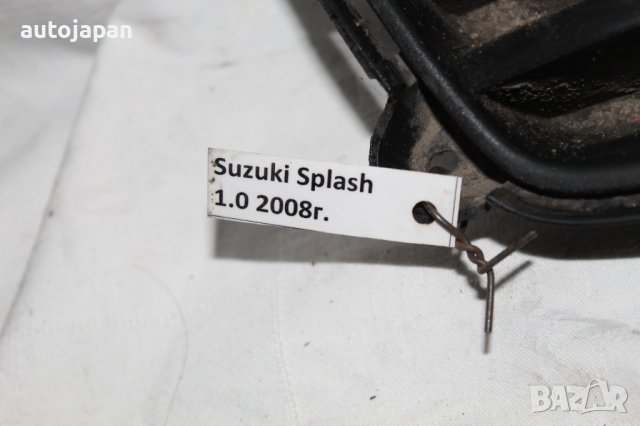 autojapan
Suzuki Splash
1.0 2008г.
BAZAR